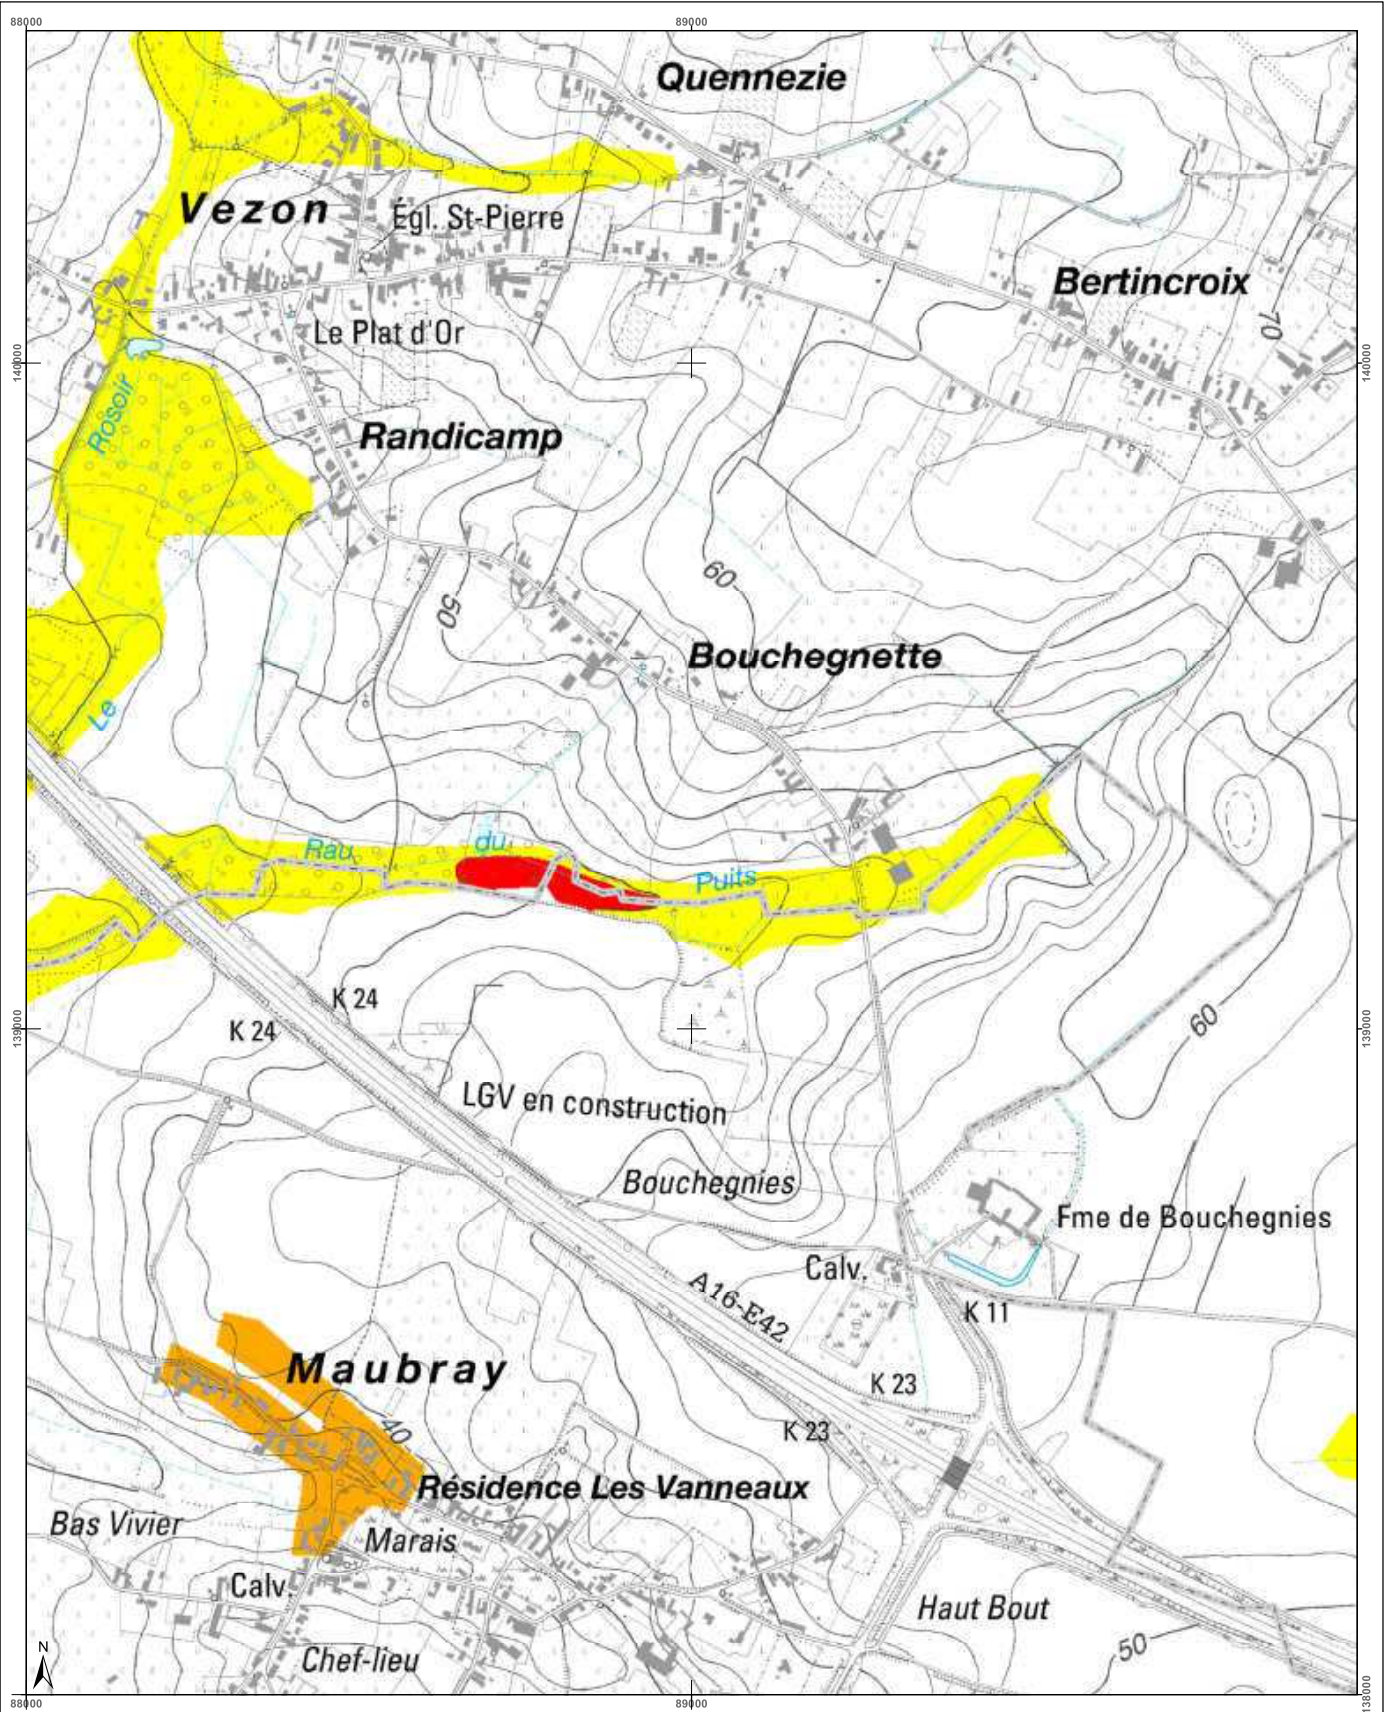 88000
89000
Quennezie
Vezon
Égl. St-Pierre
Bertincroix
70
Le Plat d'Or
140000
140000
Rosoir
Randicamp
60
50
Bouchegnette
Le
Rau
du
Puits
K 24
K 24
139000
139000
60
LGV en construction
Bouchegnies
Fme de Bouchegnies
Calv.
A16-E42
K 11
Maubray
K 23
40
K 23
Résidence Les Vanneaux
Bas Vivier
Marais
Calv.
Haut Bout
Chef-lieu
50
N
88000
89000
138000